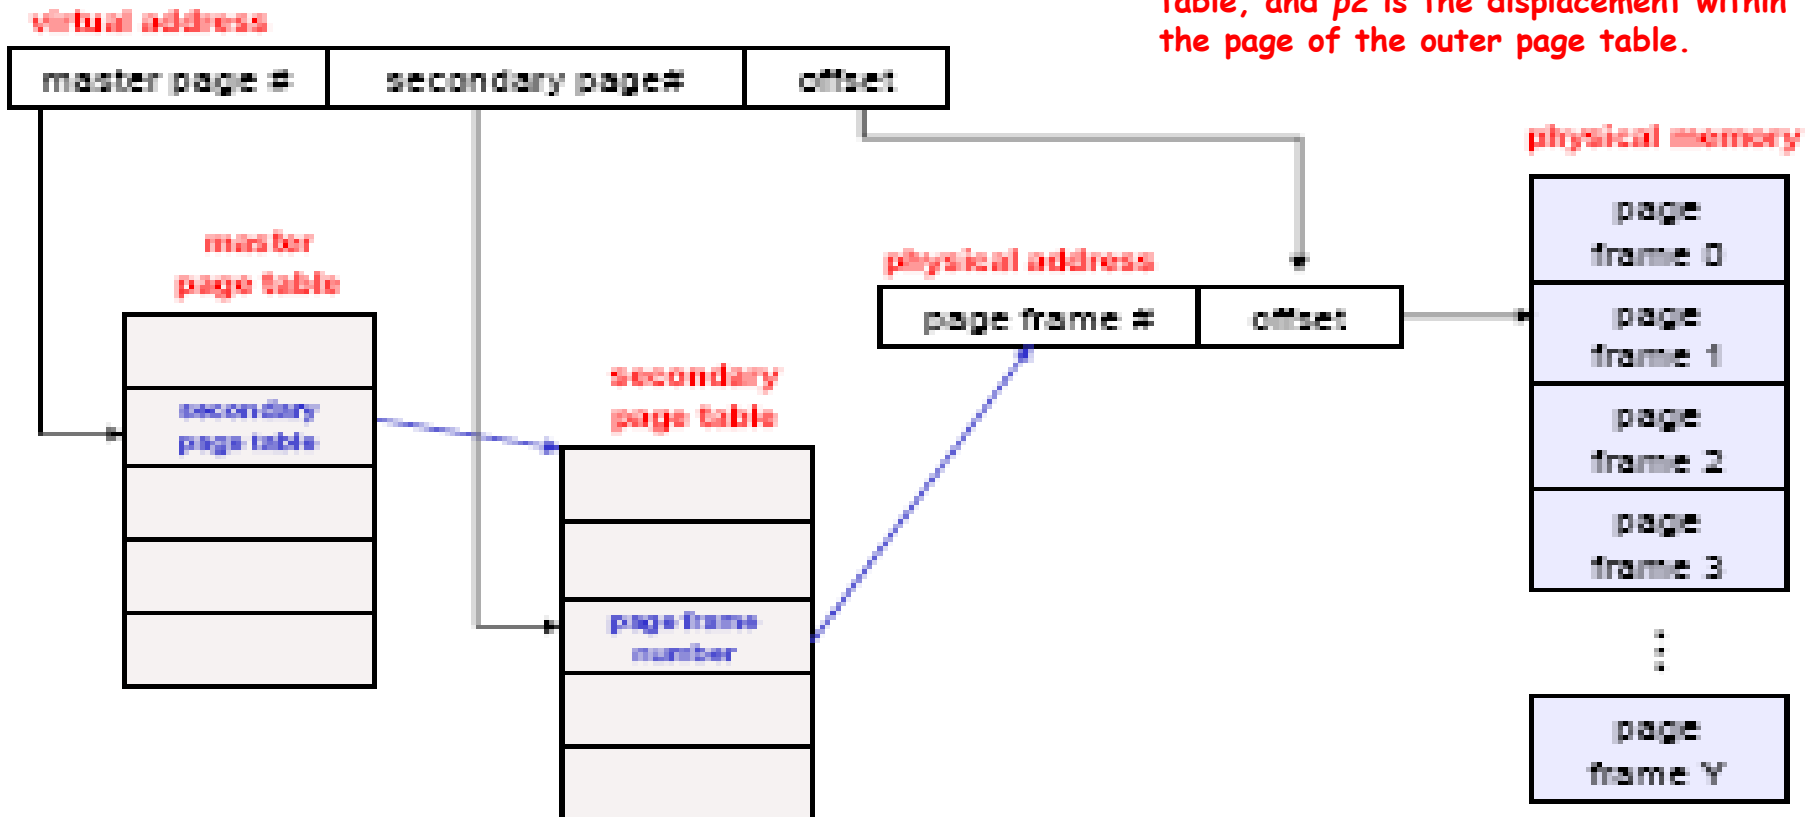 table, and p2 is the displacement within
the page of the outer page table.
virtual address
master page #
secondary page#
offset
physical memory
page
frame 0
page
frame 1
page
frame 2
page
frame 3
page
frame Y
master
page table
secondary
page table
physical address
page frame #
offset
secondary
page table
page frame
number